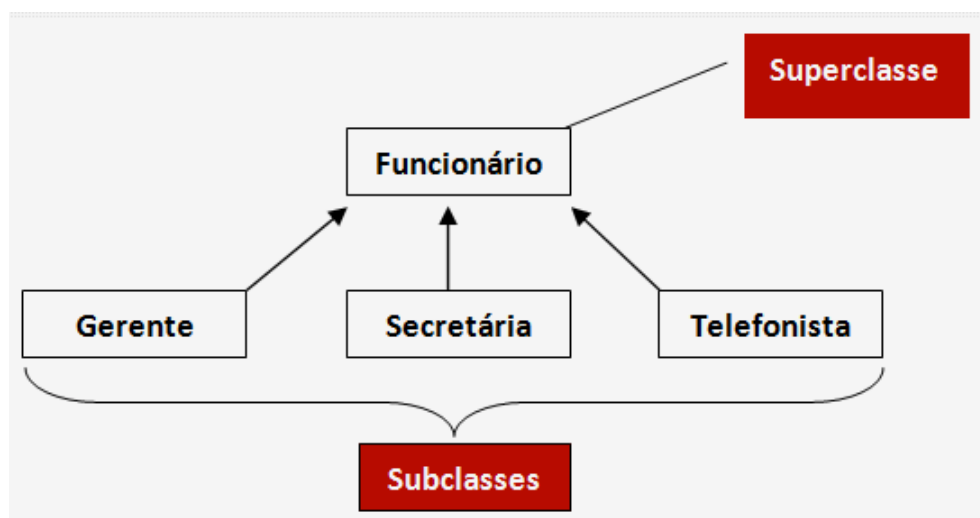 Superclasse
Funcionário
Gerente
Secretária
Telefonista
Subclasses